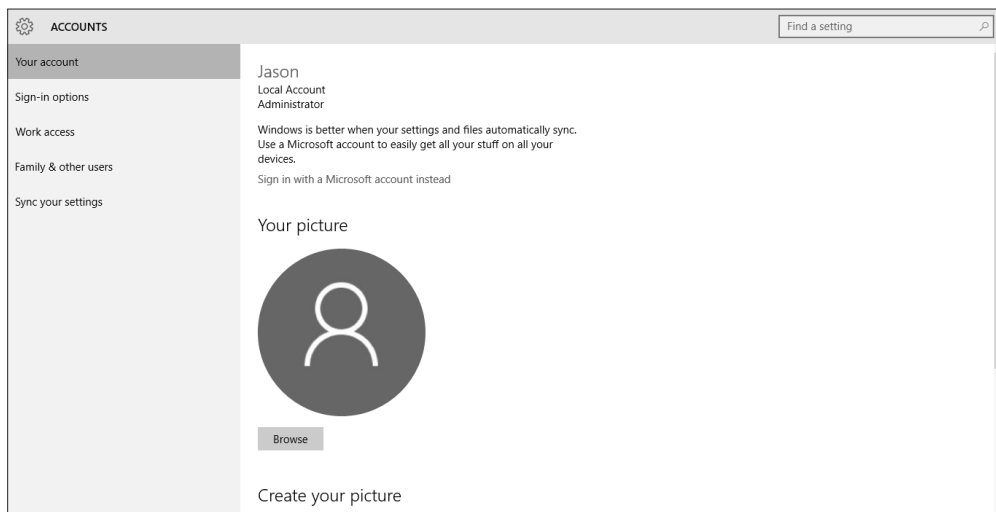 ACCOUNTS
Find a setting
Your account
Sign-in options
Work access
Family & other users
Sync your settings
Jason
Local Account
Administrator
Windows is better when your settings and files automatically sync.
Use a Microsoft account to easily get all your stuff on all your
devices.
Sign in with a Microsoft account instead
Your picture
Browse
Create your picture